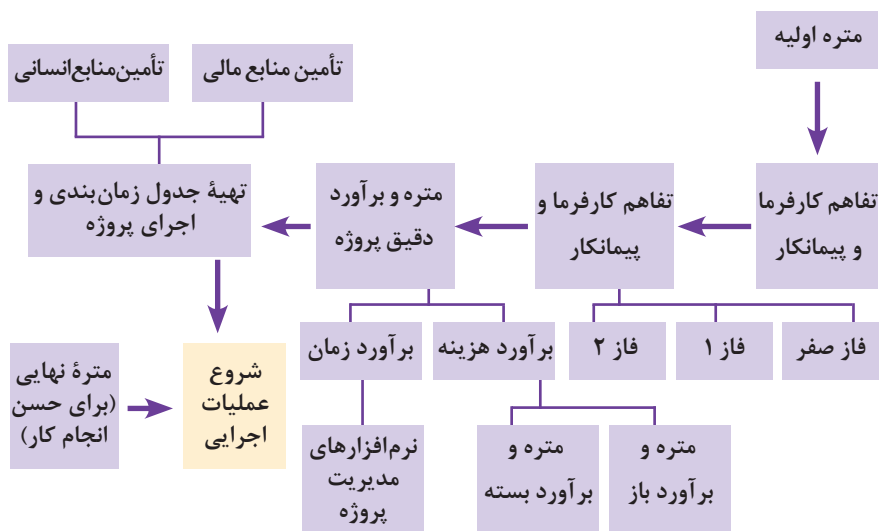 متره اولیه
تأمین منابع مالی
تأمین‌منابع‌انسانی
تفاهم کارفرما
و پیمانکار
تفاهم کارفرما و
پیمانکار
متره و برآورد
دقیق پروژه
تهیهٔ جدول زمان‌بندی و
اجرای پروژه
فاز صفر
فاز ۱
فاز ۲
برآورد هزینه
برآورد زمان
شروع
عملیات
اجرایی
مترهٔ نهایی
(برای حسن
انجام کار)
متره و
برآورد باز
متره و
برآورد بسته
نرم‌افزارهای
مدیریت
پروژه